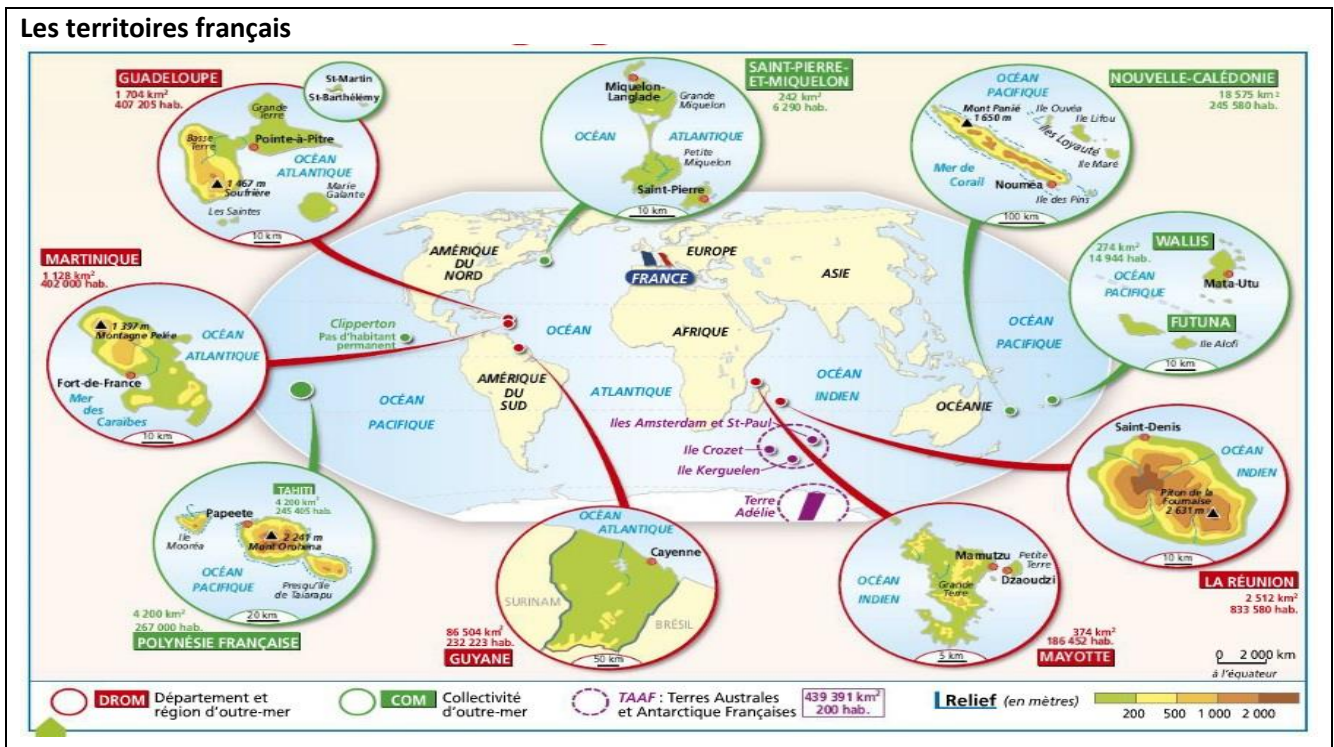 Les territoires français
GUADELOUPE
1 704 km²
407 205 hab.
St-Martin
St-Barthélémy
Grande
Terre
Basse
Terre
Pointe-à-Pitre
OCÉAN
ATLANTIQUE
1 467 m
Soufrière
Marie
Galante
Les Saintes
10 km
Miquelon-
Langlade
Grande
Miquelon
OCÉAN
ATLANTIQUE
Petite
Miquelon
Saint-Pierre
10 km
SAINT-PIERRE-
ET-MIQUELON
242 km²
6 290 hab.
NOUVELLE-CALÉDONIE
18 575 km²
245 580 hab.
OCÉAN
PACIFIQUE
Mont Panié
1 650 m
Ile Ouvéa
Ile Lifou
Iles Loyauté
Ile Maré
Mer de
Corail
Nouméa
Ile des Pins
100 km
MARTINIQUE
1 128 km²
402 000 hab.
1 397 m
Montagne Pelée
OCÉAN
ATLANTIQUE
Fort-de-France
Mer
des
Caraïbes
10 km
AMÉRIQUE
DU
NORD
EUROPE
FRANCE
ASIE
AFRIQUE
OCÉAN
ATLANTIQUE
Clipperton
Pas d'habitant
permanent
AMÉRIQUE
DU
SUD
OCÉAN
PACIFIQUE
OCÉAN
INDIEN
OCÉAN
PACIFIQUE
OCÉANIE
Iles Amsterdam et St-Paul
Ile Crozet
Ile Kerguelen
Terre
Adélie
WALLIS
274 km²
14 944 hab.
OCÉAN
PACIFIQUE
Mata-Utu
FUTUNA
Ile Alofi
10 km
TAHITI
4 200 km²
245 405 hab.
Papeete
Ile
Mooréa
2 241 m
Mont Orohena
OCÉAN
PACIFIQUE
Presqu'île
de Taiarapu
20 km
4 200 km²
267 000 hab.
POLYNÉSIE FRANÇAISE
OCÉAN
ATLANTIQUE
Cayenne
SURINAM
BRÉSIL
50 km
86 504 km²
232 223 hab.
GUYANE
Mamutzu
Petite
Terre
Dzaoudzi
Grande
Terre
OCÉAN
INDIEN
5 km
374 km²
186 452 hab.
MAYOTTE
Saint-Denis
OCÉAN
INDIEN
Piton de la
Fournaise
2 631 m
10 km
LA RÉUNION
2 512 km²
833 580 hab.
0 2 000 km
à l'équateur
DROM Département et
région d'outre-mer
COM Collectivité
d'outre-mer
TAAF : Terres Australes
et Antarctique Françaises
439 391 km²
200 hab.
Relief (en mètres)
200 500 1 000 2 000